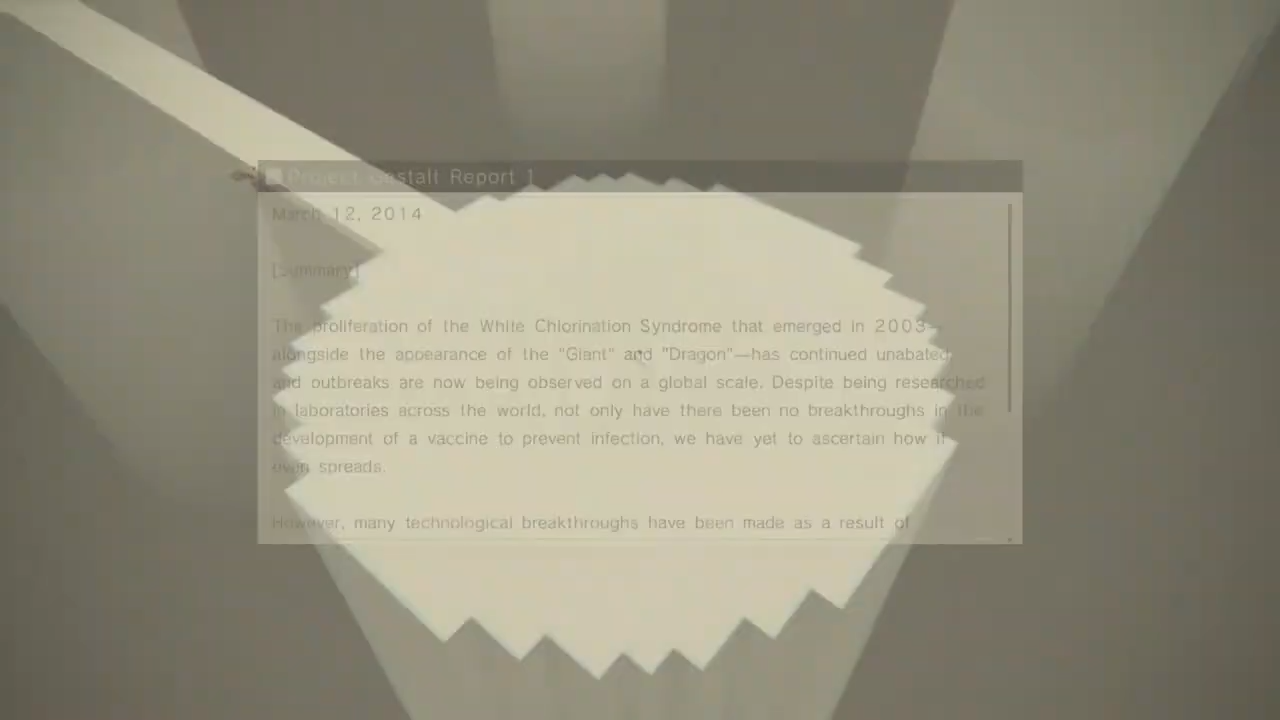 Project Gestalt Report 1
March 12, 2014
[Summary]
The proliferation of the White Chlorination Syndrome that emerged in 2003—
alongside the appearance of the "Giant" and "Dragon"—has continued unabated,
and outbreaks are now being observed on a global scale. Despite being researched
in laboratories across the world, not only have there been no breakthroughs in the
development of a vaccine to prevent infection, we have yet to ascertain how it
even spreads.
However, many technological breakthroughs have been made as a result of